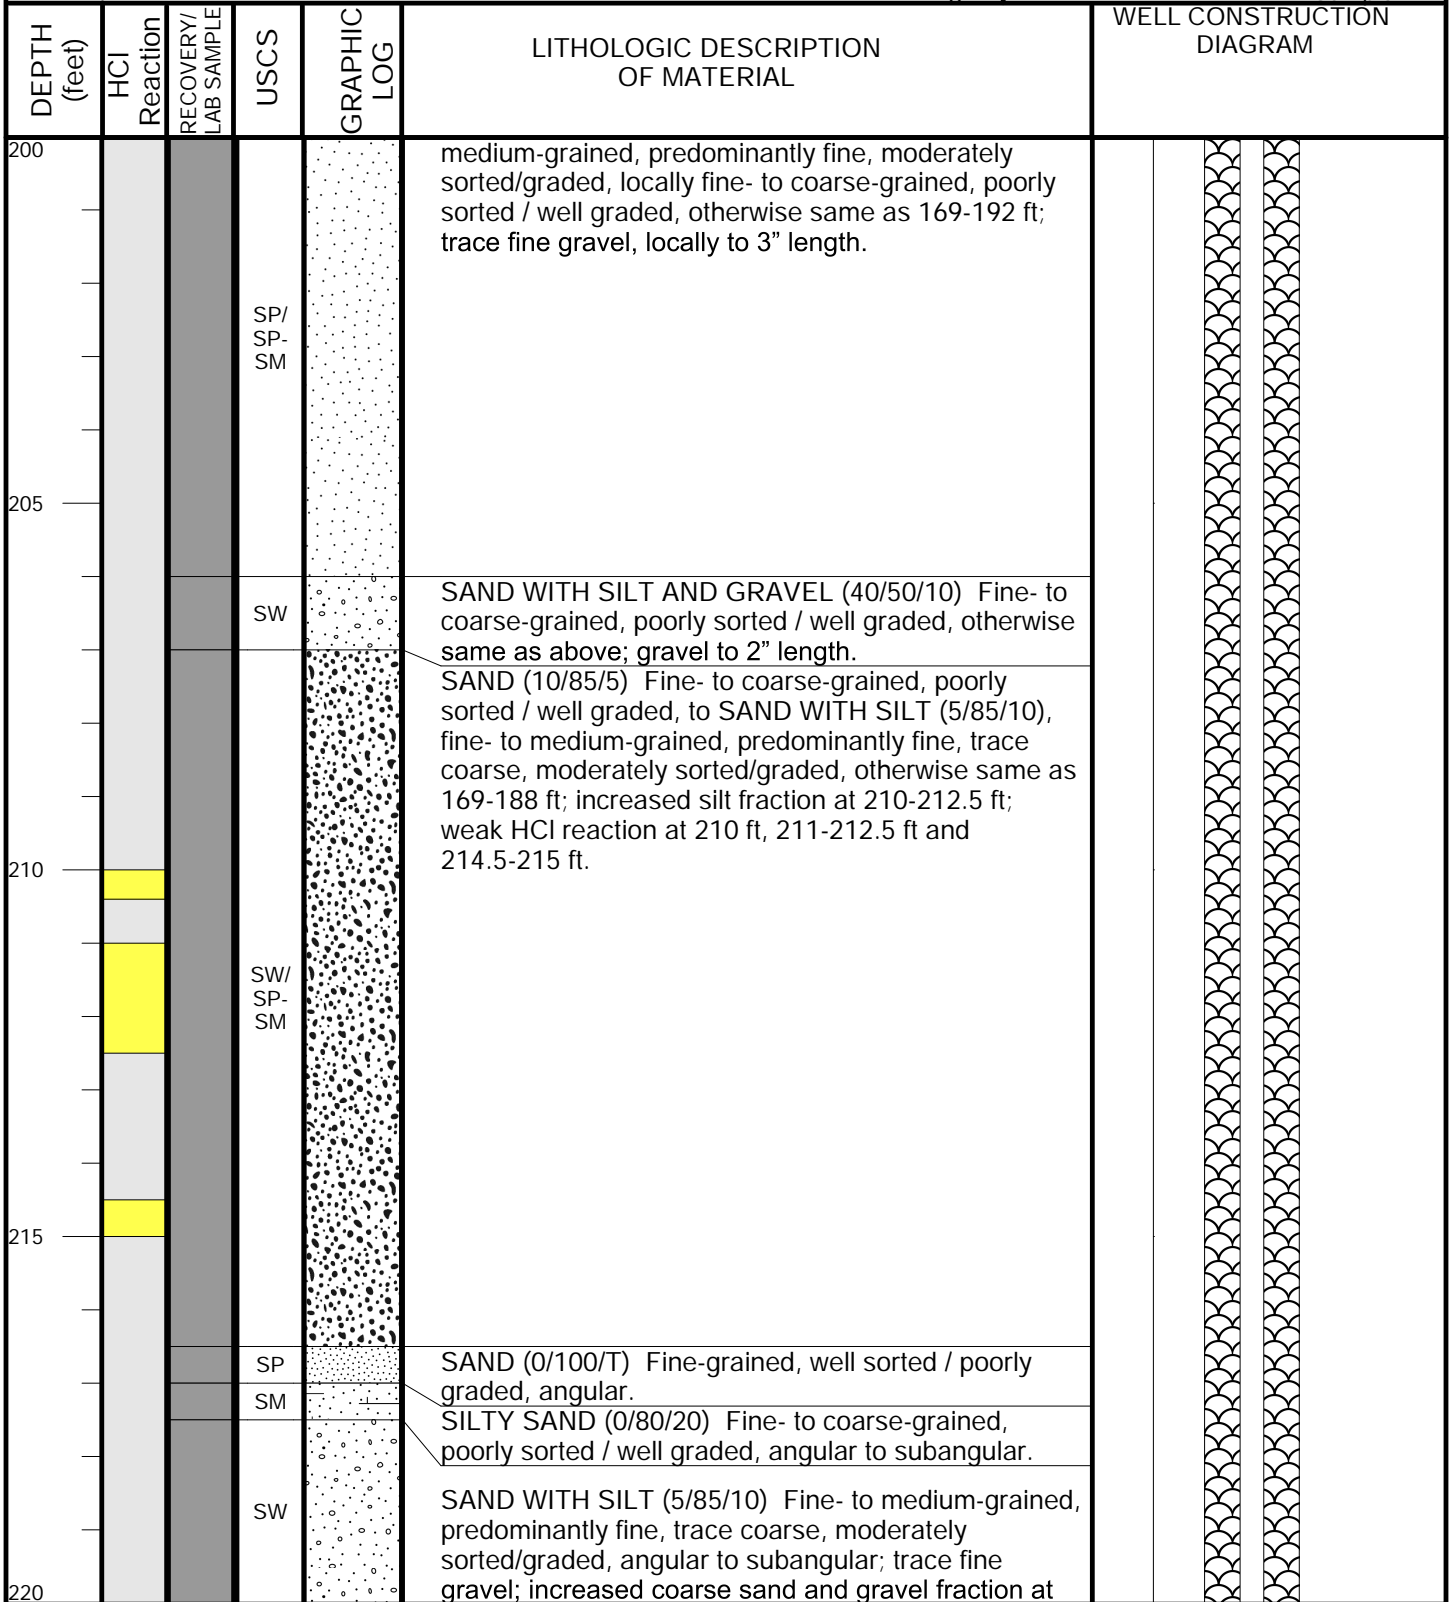 DEPTH
(feet)
HCl
Reaction
RECOVERY/
LAB SAMPLE
USCS
GRAPHIC
LOG
LITHOLOGIC DESCRIPTION
OF MATERIAL
WELL CONSTRUCTION
DIAGRAM
200
medium-grained, predominantly fine, moderately
sorted/graded, locally fine- to coarse-grained, poorly
sorted / well graded, otherwise same as 169-192 ft;
trace fine gravel, locally to 3” length.
SP/
SP-
SM
205
SW
SAND WITH SILT AND GRAVEL (40/50/10) Fine- to
coarse-grained, poorly sorted / well graded, otherwise
same as above; gravel to 2” length.
SAND (10/85/5) Fine- to coarse-grained, poorly
sorted / well graded, to SAND WITH SILT (5/85/10),
fine- to medium-grained, predominantly fine, trace
coarse, moderately sorted/graded, otherwise same as
169-188 ft; increased silt fraction at 210-212.5 ft;
weak HCl reaction at 210 ft, 211-212.5 ft and
214.5-215 ft.
210
SW/
SP-
SM
215
SP
SAND (0/100/T) Fine-grained, well sorted / poorly
graded, angular.
SM
SILTY SAND (0/80/20) Fine- to coarse-grained,
poorly sorted / well graded, angular to subangular.
SW
SAND WITH SILT (5/85/10) Fine- to medium-grained,
predominantly fine, trace coarse, moderately
sorted/graded, angular to subangular; trace fine
gravel; increased coarse sand and gravel fraction at
220